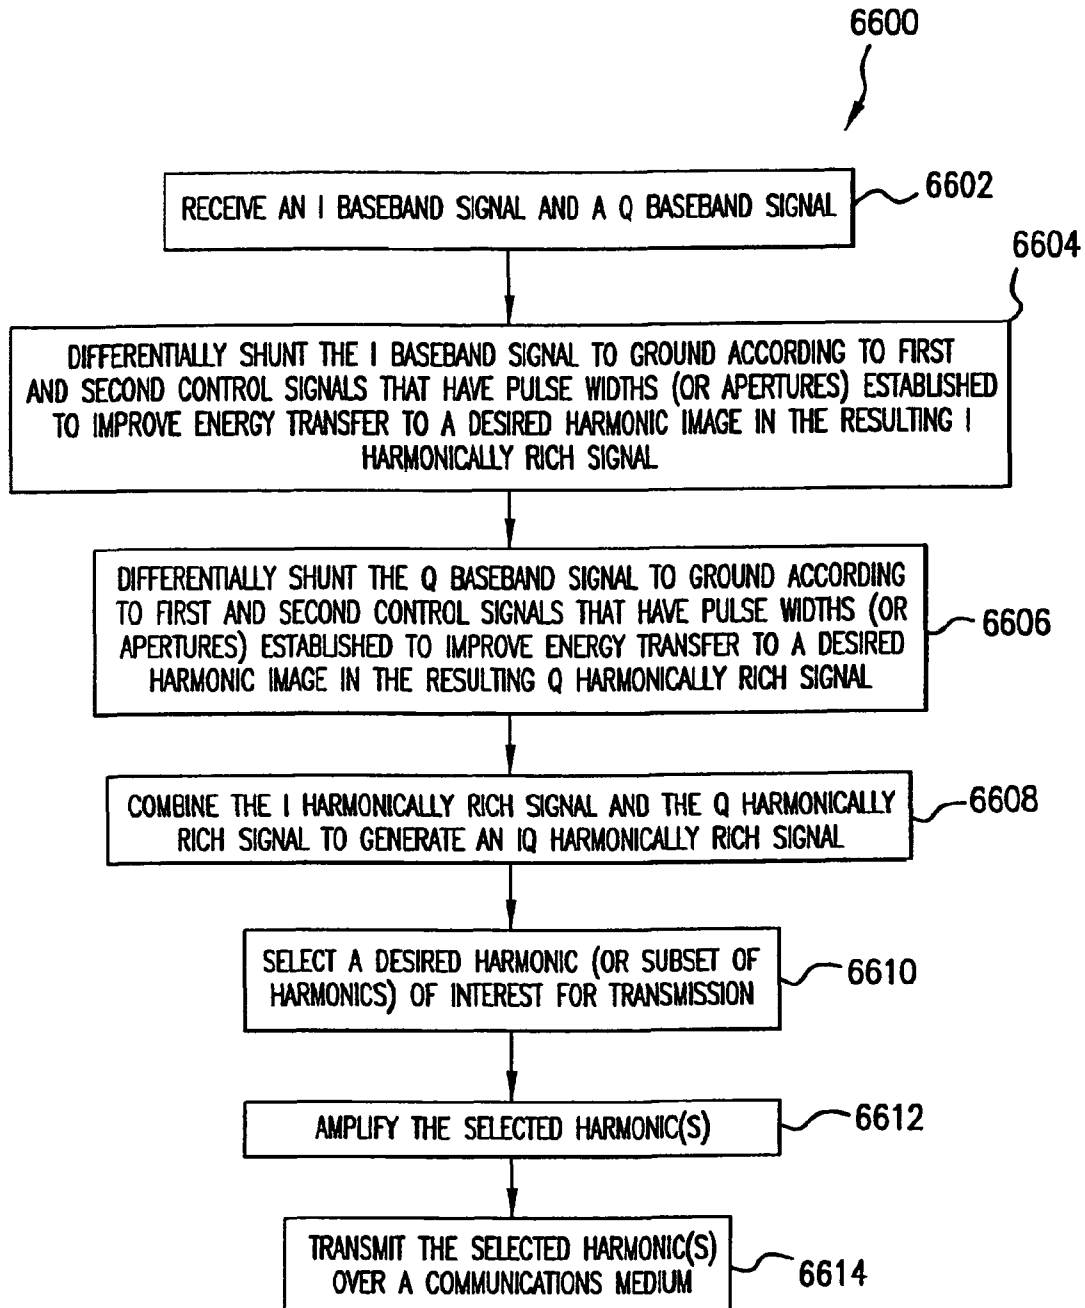 6600
RECEIVE AN I BASEBAND SIGNAL AND A Q BASEBAND SIGNAL
6602
6604
DIFFERENTIALLY SHUNT THE I BASEBAND SIGNAL TO GROUND ACCORDING TO FIRST
AND SECOND CONTROL SIGNALS THAT HAVE PULSE WIDTHS (OR APERTURES) ESTABLISHED
TO IMPROVE ENERGY TRANSFER TO A DESIRED HARMONIC IMAGE IN THE RESULTING I
HARMONICALLY RICH SIGNAL
DIFFERENTIALLY SHUNT THE Q BASEBAND SIGNAL TO GROUND ACCORDING
TO FIRST AND SECOND CONTROL SIGNALS THAT HAVE PULSE WIDTHS (OR
APERTURES) ESTABLISHED TO IMPROVE ENERGY TRANSFER TO A DESIRED
HARMONIC IMAGE IN THE RESULTING Q HARMONICALLY RICH SIGNAL
6606
COMBINE THE I HARMONICALLY RICH SIGNAL AND THE Q HARMONICALLY
RICH SIGNAL TO GENERATE AN IQ HARMONICALLY RICH SIGNAL
6608
SELECT A DESIRED HARMONIC (OR SUBSET OF
HARMONICS) OF INTEREST FOR TRANSMISSION
6610
AMPLIFY THE SELECTED HARMONIC(S)
6612
TRANSMIT THE SELECTED HARMONIC(S)
OVER A COMMUNICATIONS MEDIUM
6614